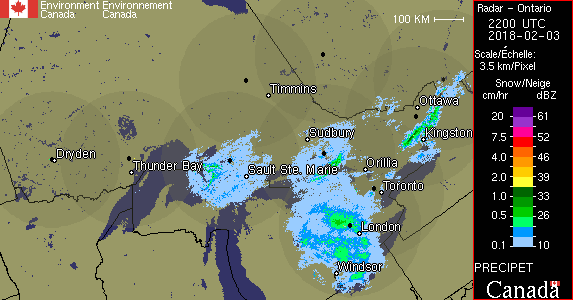 Environment Environnement
Canada Canada
100 KM
Timmins
Ottawa
Sudbury
Kingston
Dryden
Thunder Bay
Sault Ste. Marie
Orillia
Toronto
London
Windsor
Radar - Ontario
2200 UTC
2018-02-03
Scale/Échelle:
3.5 km/Pixel
Snow/Neige
cm/hr dBZ
20 61
7.5 52
4.0 46
2.0 39
1.0 33
0.5 26
0.1 10
PRECIPET
Canada